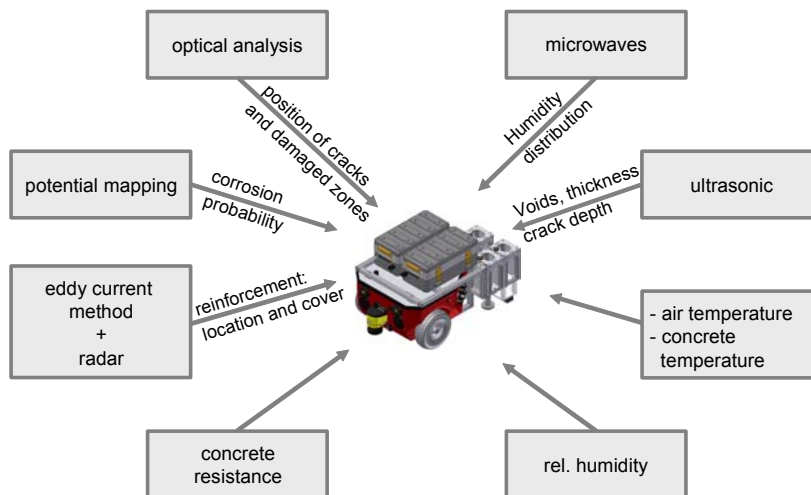 optical analysis
microwaves
position of cracks
and damaged zones
Humidity
distribution
potential mapping
corrosion
probability
Voids, thickness
crack depth
ultrasonic
eddy current
method
+
radar
reinforcement:
location and cover
- air temperature
- concrete
temperature
concrete
resistance
rel. humidity